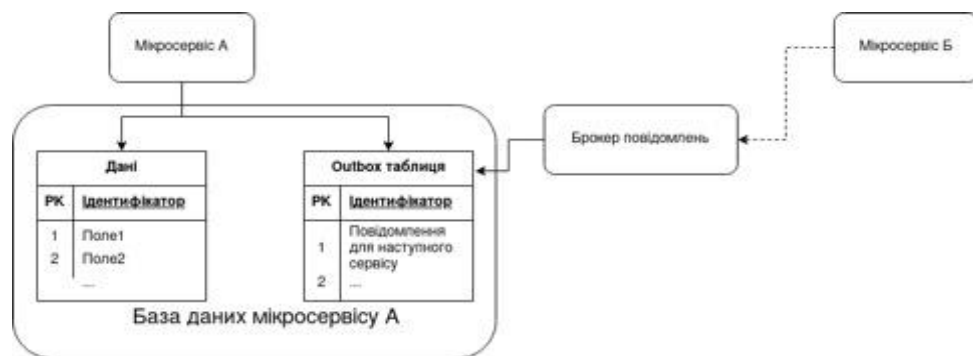 Мікросервіс А
Мікросервіс Б
Брокер повідомлень
Дані
PK Ідентифікатор
1 Поле1
2 Поле2
....
Outbox таблиця
PK Ідентифікатор
1 Повідомлення
для наступного
сервісу
2 ...
База даних мікросервісу А